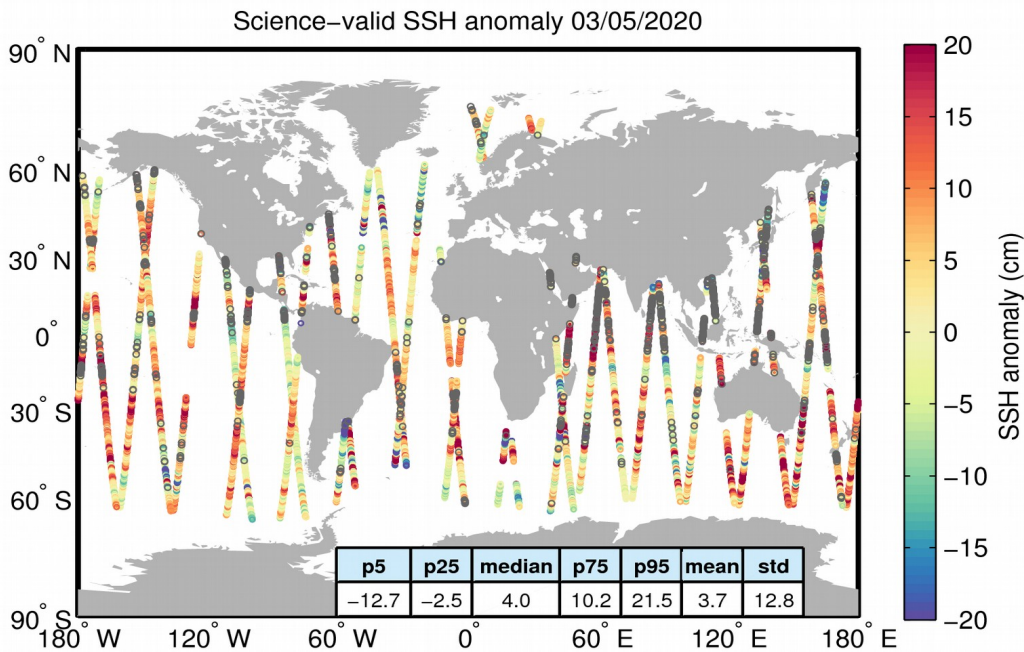 Science−valid SSH anomaly 03/05/2020
90° N
60° N
30° N
0°
30° S
60° S
90° S
180° W
120° W
60° W
0°
60° E
120° E
180° E
p5 p25 median p75 p95 mean std
−12.7 −2.5 4.0 10.2 21.5 3.7 12.8
20
15
10
5
0
−5
−10
−15
−20
SSH anomaly (cm)